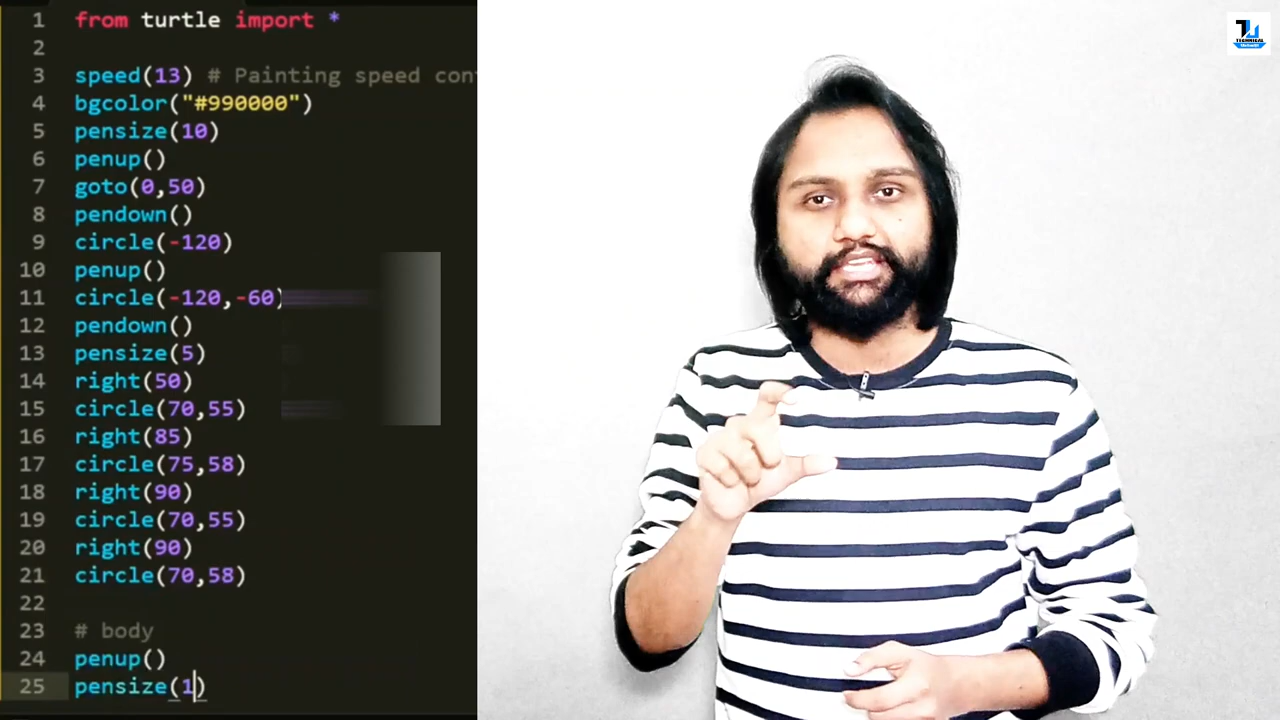 1 from turtle import *
2
3 speed(13) # Painting speed con
4 bgcolor("#990000")
5 pensize(10)
6 penup()
7 goto(0,50)
8 pendown()
9 circle(-120)
10 penup()
11 circle(-120,-60)
12 pendown()
13 pensize(5)
14 right(50)
15 circle(70,55)
16 right(85)
17 circle(75,58)
18 right(90)
19 circle(70,55)
20 right(90)
21 circle(70,58)
22
23 # body
24 penup()
25 pensize(1)
TECHNICAL